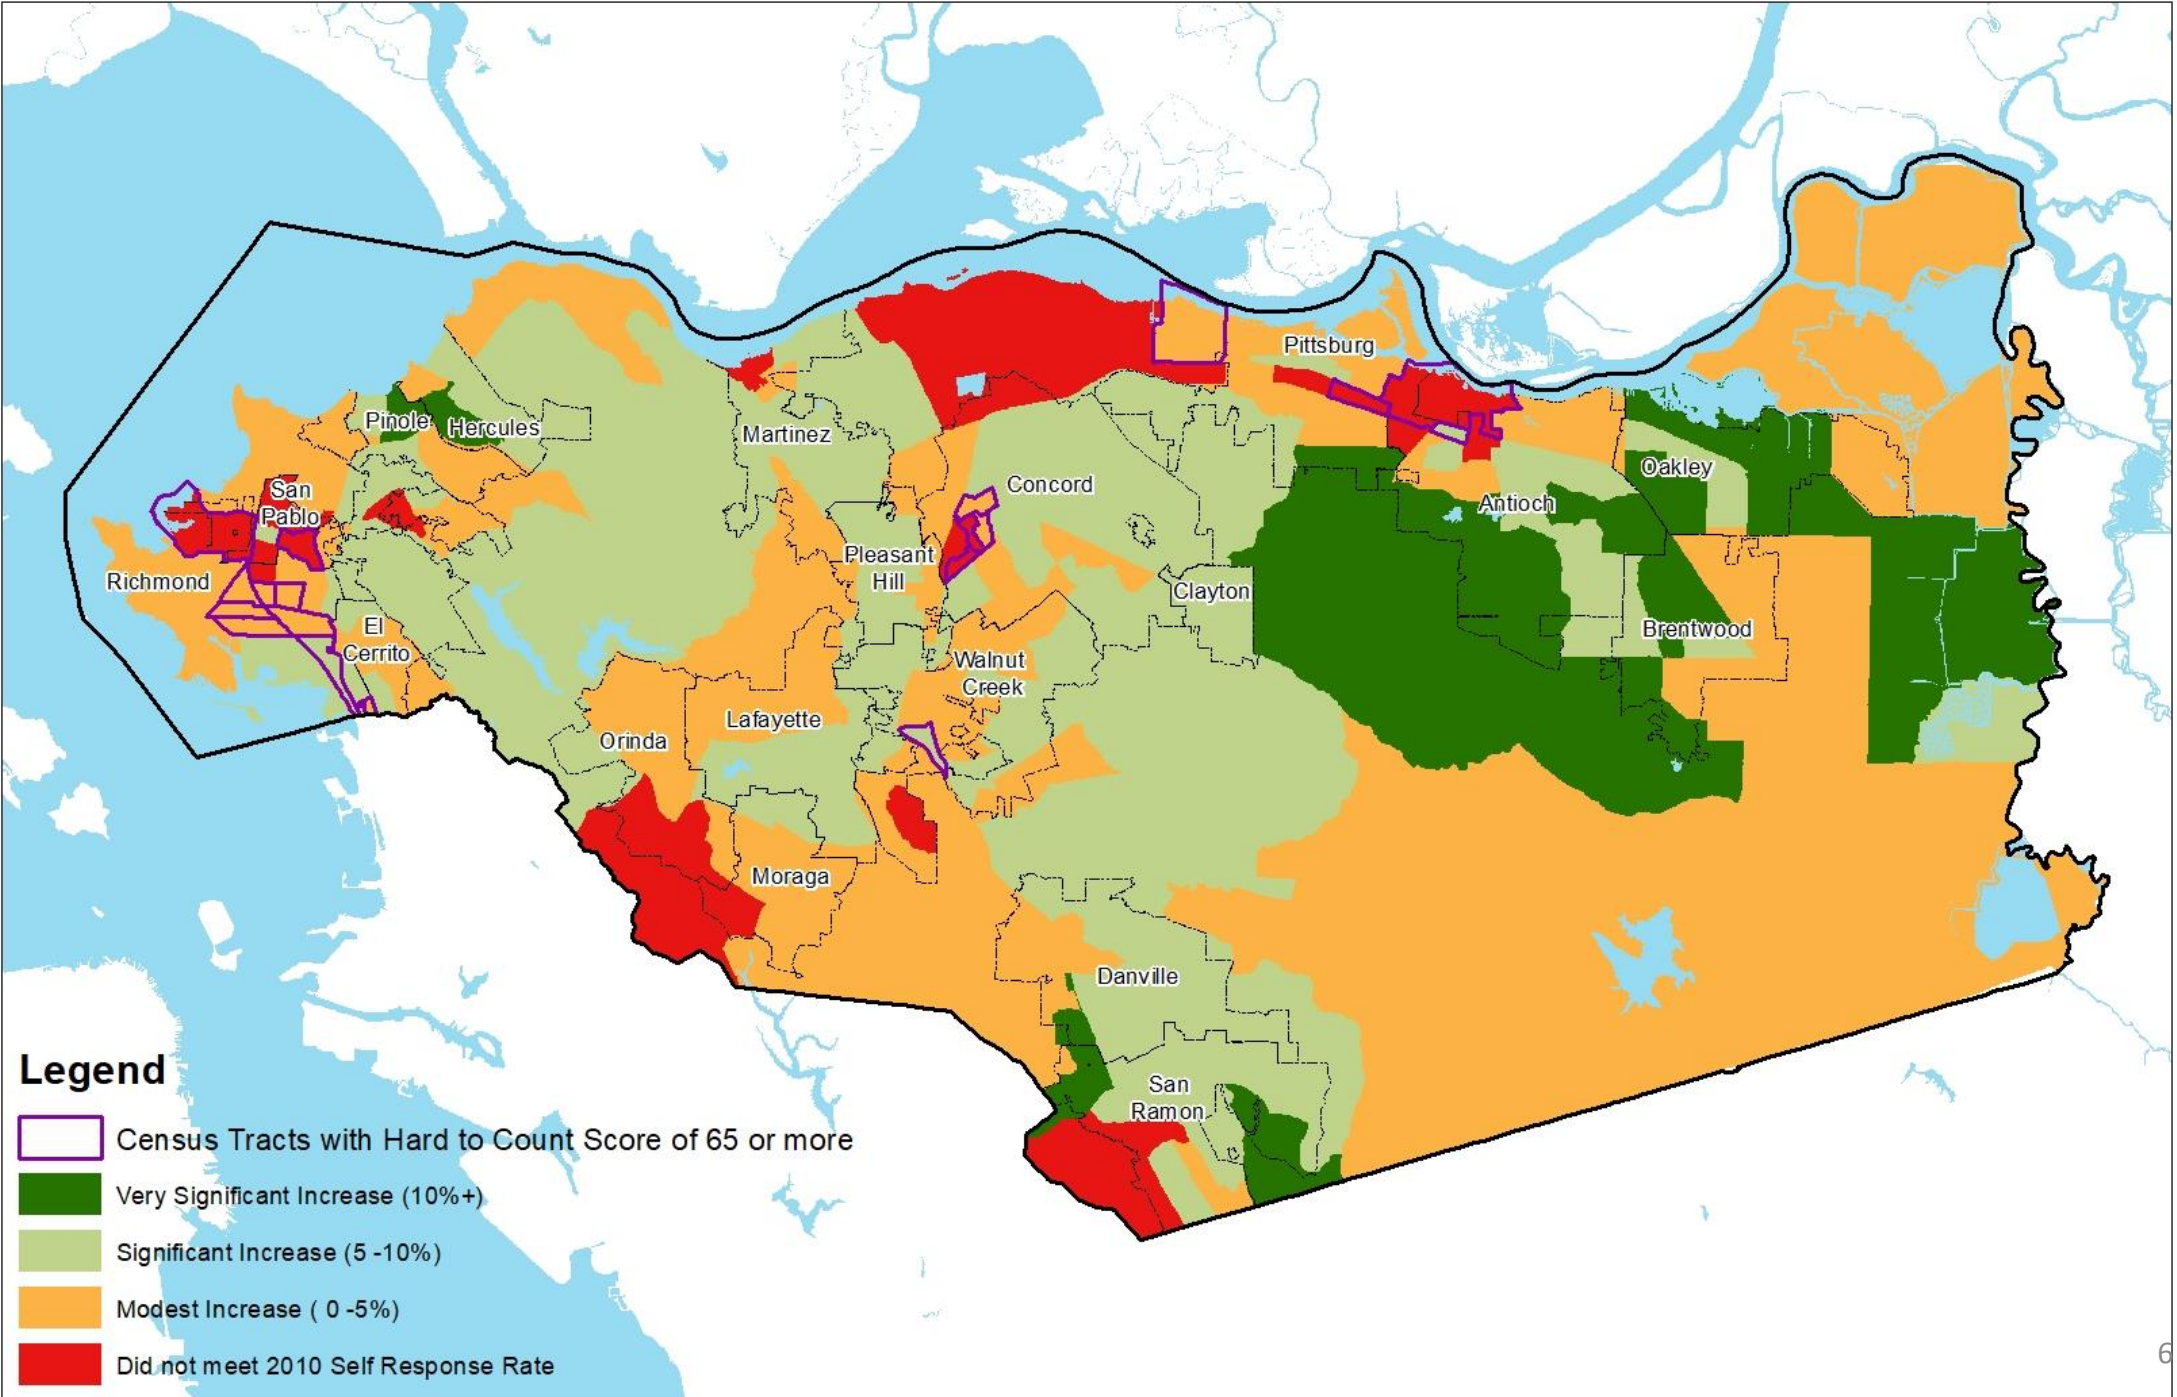 Pittsburg
Pinole
Hercules
Martinez
Oakley
San
Pablo
Concord
Antioch
Pleasant
Hill
Richmond
Clayton
El
Cerrito
Brentwood
Walnut
Creek
Lafayette
Orinda
Moraga
Danville
San
Ramon
Legend
Census Tracts with Hard to Count Score of 65 or more
Very Significant Increase (10%+)
Significant Increase (5 -10%)
Modest Increase ( 0 -5%)
Did not meet 2010 Self Response Rate
6